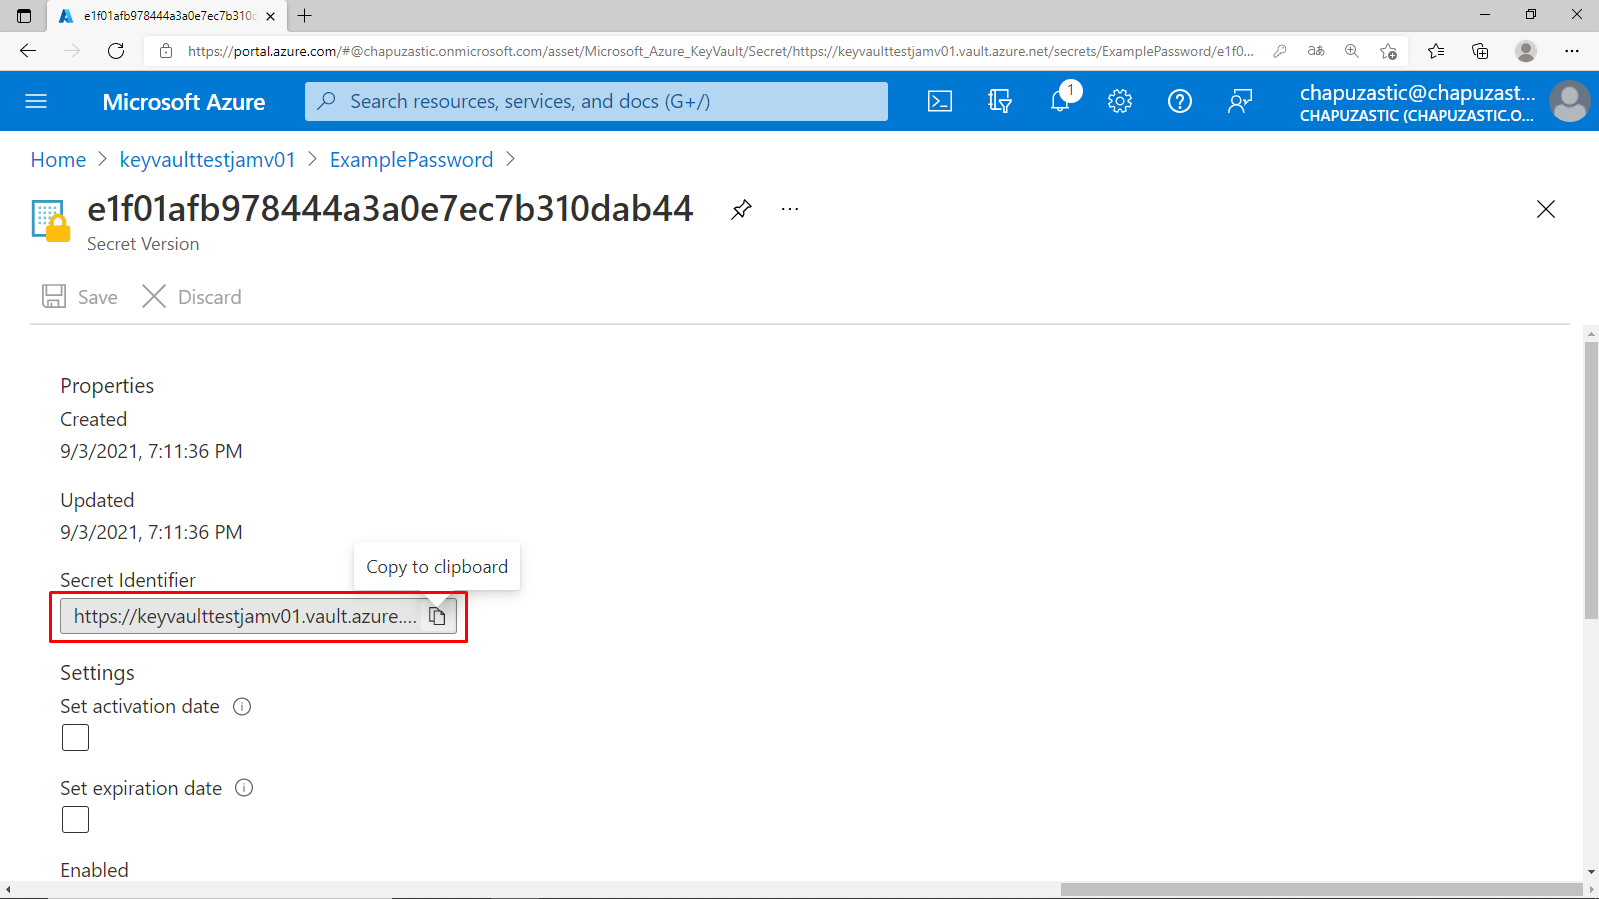 e1f01afb978444a3a0e7ec7b310dc
https://portal.azure.com/#@chapuzastic.onmicrosoft.com/asset/Microsoft_Azure_KeyVault/Secret/https://keyvaulttestjamv01.vault.azure.net/secrets/ExamplePassword/e1f0...
aあ
Microsoft Azure
Search resources, services, and docs (G+/)
1
chapuzastic@chapuzast...
CHAPUZASTIC (CHAPUZASTIC.O...
Home > keyvaulttestjamv01 > ExamplePassword >
e1f01afb978444a3a0e7ec7b310dab44
...
Secret Version
Save
Discard
Properties
Created
9/3/2021, 7:11:36 PM
Updated
9/3/2021, 7:11:36 PM
Copy to clipboard
Secret Identifier
https://keyvaulttestjamv01.vault.azure....
Settings
Set activation date
Set expiration date
Enabled